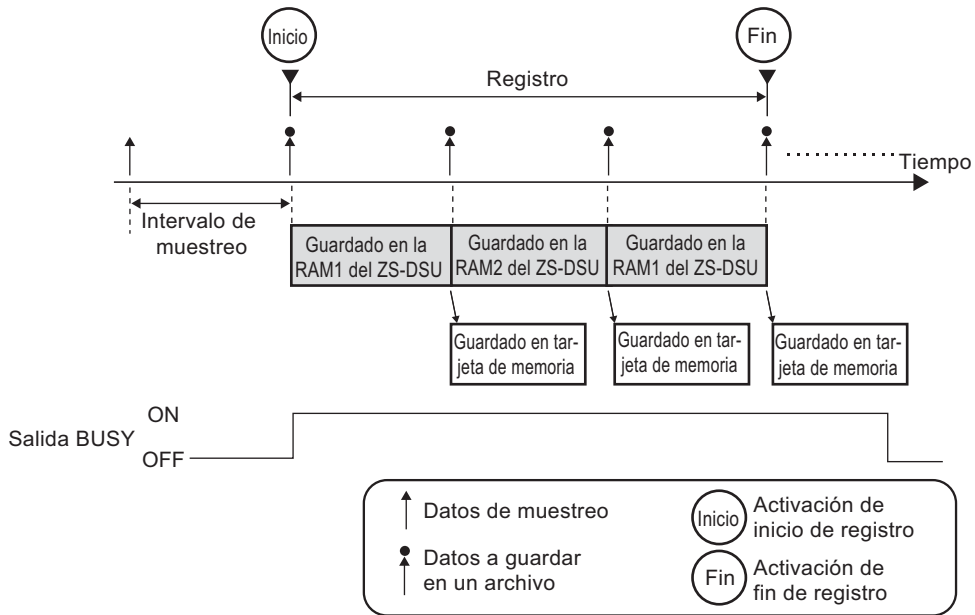 Inicio
Fin
Registro
Tiempo
Intervalo de
muestreo
Guardado en la
RAM1 del ZS-DSU
Guardado en la
RAM2 del ZS-DSU
Guardado en la
RAM1 del ZS-DSU
Guardado en tar-
jeta de memoria
Guardado en tar-
jeta de memoria
Guardado en tar-
jeta de memoria
ON
Salida BUSY
OFF
Datos de muestreo
Datos a guardar
en un archivo
Inicio
Activación de
inicio de registro
Fin
Activación de
fin de registro